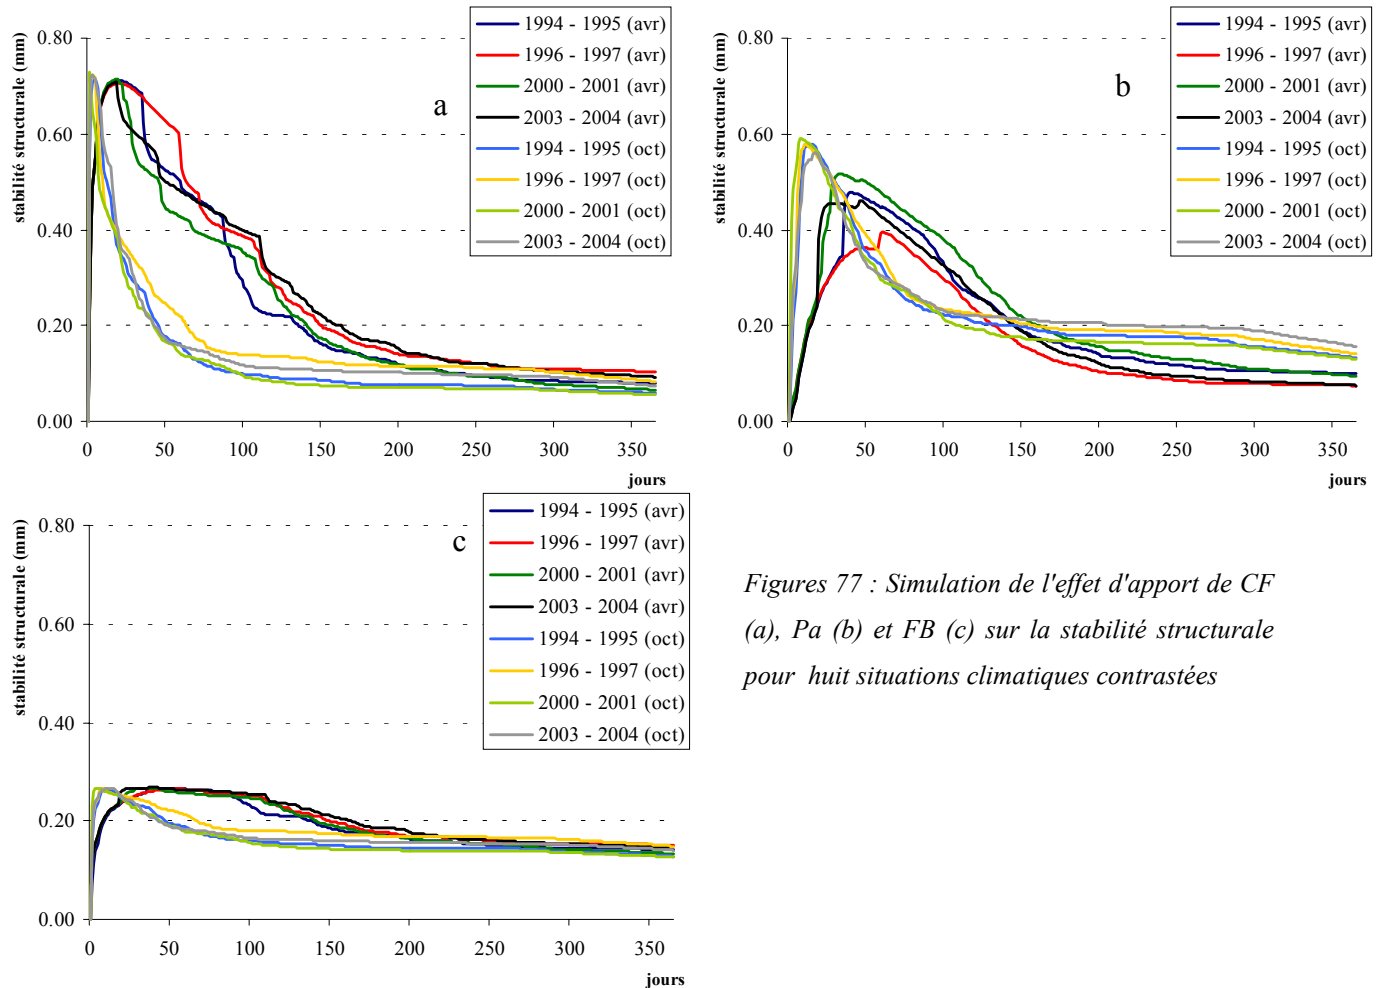 stabilité structurale (mm)
0.80
0.60
0.40
0.20
0.00
0 50 100 150 200 250 300 350
jours
a
1994 - 1995 (avr)
1996 - 1997 (avr)
2000 - 2001 (avr)
2003 - 2004 (avr)
1994 - 1995 (oct)
1996 - 1997 (oct)
2000 - 2001 (oct)
2003 - 2004 (oct)
stabilité structurale (mm)
0.80
0.60
0.40
0.20
0.00
0 50 100 150 200 250 300 350
jours
b
1994 - 1995 (avr)
1996 - 1997 (avr)
2000 - 2001 (avr)
2003 - 2004 (avr)
1994 - 1995 (oct)
1996 - 1997 (oct)
2000 - 2001 (oct)
2003 - 2004 (oct)
stabilité structurale (mm)
0.80
0.60
0.40
0.20
0.00
0 50 100 150 200 250 300 350
jours
c
1994 - 1995 (avr)
1996 - 1997 (avr)
2000 - 2001 (avr)
2003 - 2004 (avr)
1994 - 1995 (oct)
1996 - 1997 (oct)
2000 - 2001 (oct)
2003 - 2004 (oct)
Figures 77 : Simulation de l'effet d'apport de CF
(a), Pa (b) et FB (c) sur la stabilité structurale
pour huit situations climatiques contrastées